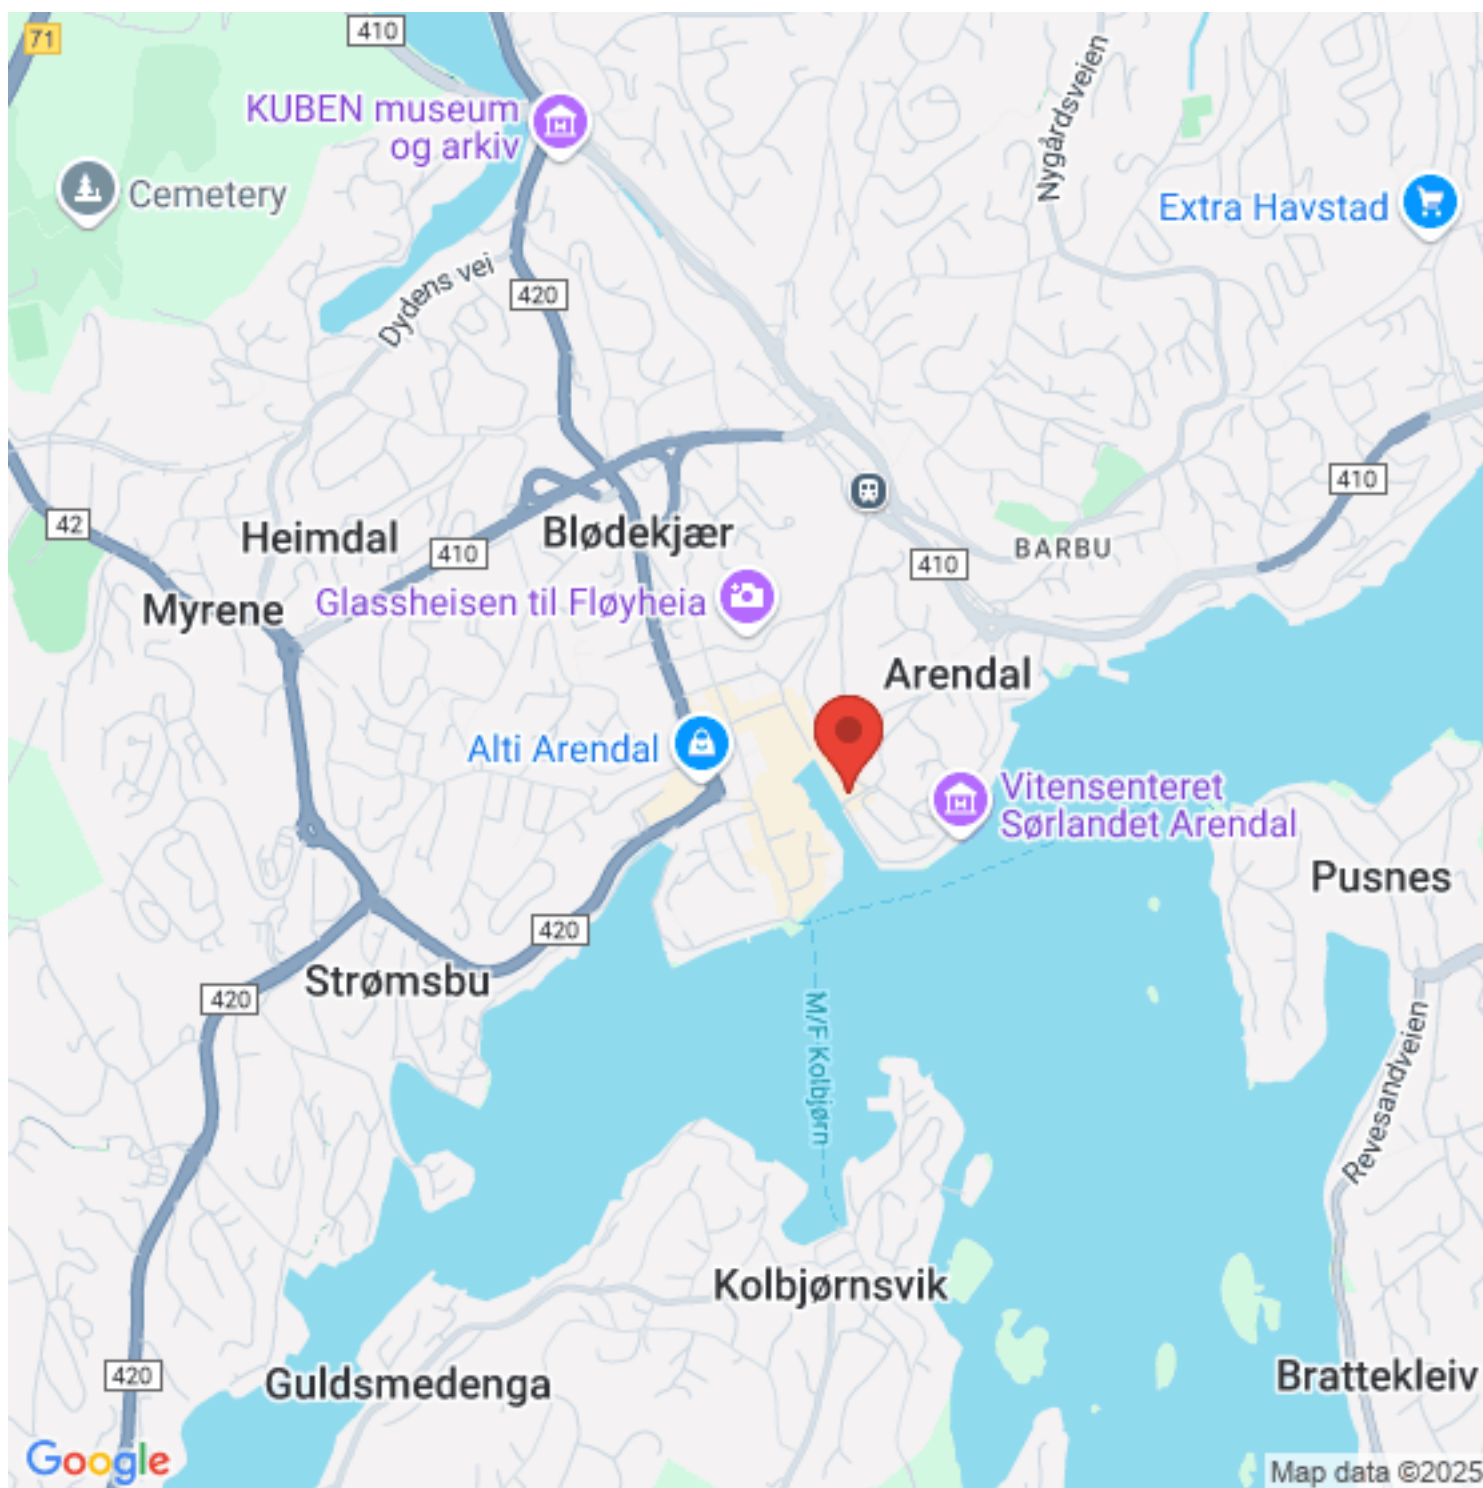 71
410
KUBEN museum
og arkiv
Nygårdsveien
Cemetery
Extra Havstad
Dydens vei
420
410
42
Heimdal
410
Blødekjær
BARBU
410
Glassheisen til Fløyheia
Myrene
Arendal
Alti Arendal
Vitensenteret
Sørlandet Arendal
Pusnes
420
Strømsbu
420
M/F Kolbjørn
Revesandveien
Kolbjørnsvik
420
Guldsmedenga
Brattekleiv
Google
Map data ©2025